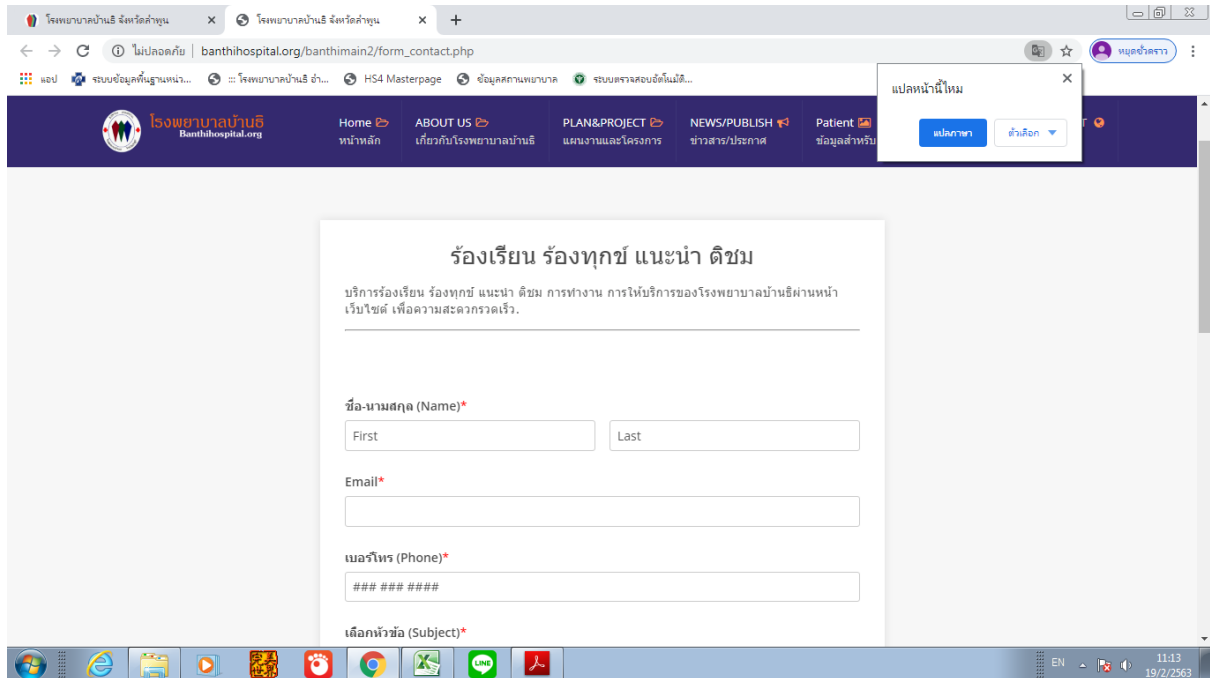 โรงพยาบาลบ้านธิ จังหวัดลำพูน
โรงพยาบาลบ้านธิ จังหวัดลำพูน
ไม่ปลอดภัย | banthihospital.org/banthimain2/form_contact.php
หยุดชั่วคราว
แอป ระบบข้อมูลพื้นฐานหน่ว... ::: โรงพยาบาลบ้านธิ อำ... HS4 Masterpage ข้อมูลสถานพยาบาล ระบบตรวจสอบอัตโนมัติ...
แปลหน้านี้ไหม
แปลภาษา ตัวเลือก
โรงพยาบาลบ้านธิ
Banthihospital.org
Home ABOUT US PLAN&PROJECT NEWS/PUBLISH Patient
หน้าหลัก เกี่ยวกับโรงพยาบาลบ้านธิ แผนงานและโครงการ ข่าวสาร/ประกาศ ข้อมูลสำหรับ
ร้องเรียน ร้องทุกข์ แนะนำ ติชม
บริการร้องเรียน ร้องทุกข์ แนะนำ ติชม การทำงาน การให้บริการของโรงพยาบาลบ้านธิผ่านหน้า
เว็บไซต์ เพื่อความสะดวกรวดเร็ว.
ชื่อ-นามสกุล (Name)*
First Last
Email*
เบอร์โทร (Phone)*
### ### ####
เลือกหัวข้อ (Subject)*
LINE
EN
11:13
19/2/2563